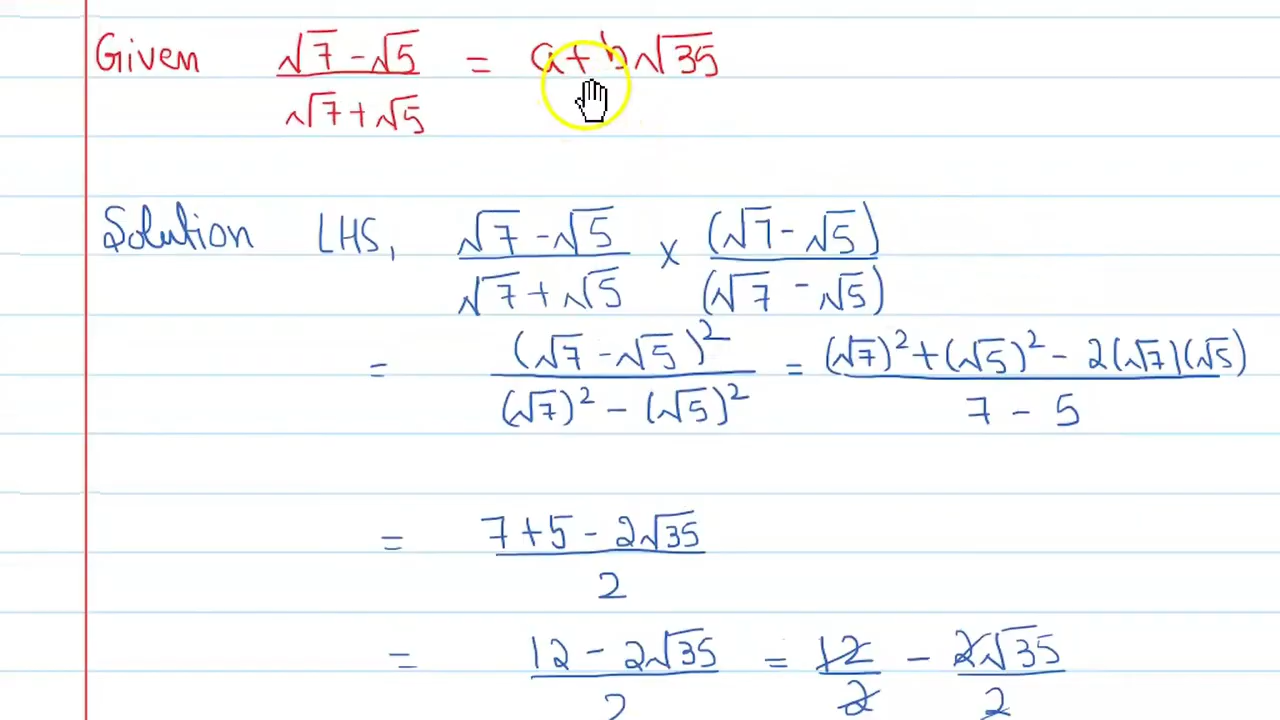 Given (√7 - √5)/(√7 + √5) = a + b√35
Solution LHS, (√7 - √5)/(√7 + √5) × (√7 - √5)/(√7 - √5)
= (√7 - √5)²/((√7)² - (√5)²) = ((√7)² + (√5)² - 2(√7)(√5))/(7 - 5)
= (7 + 5 - 2√35)/2
= (12 - 2√35)/2 = 12/2 - 2√35/2